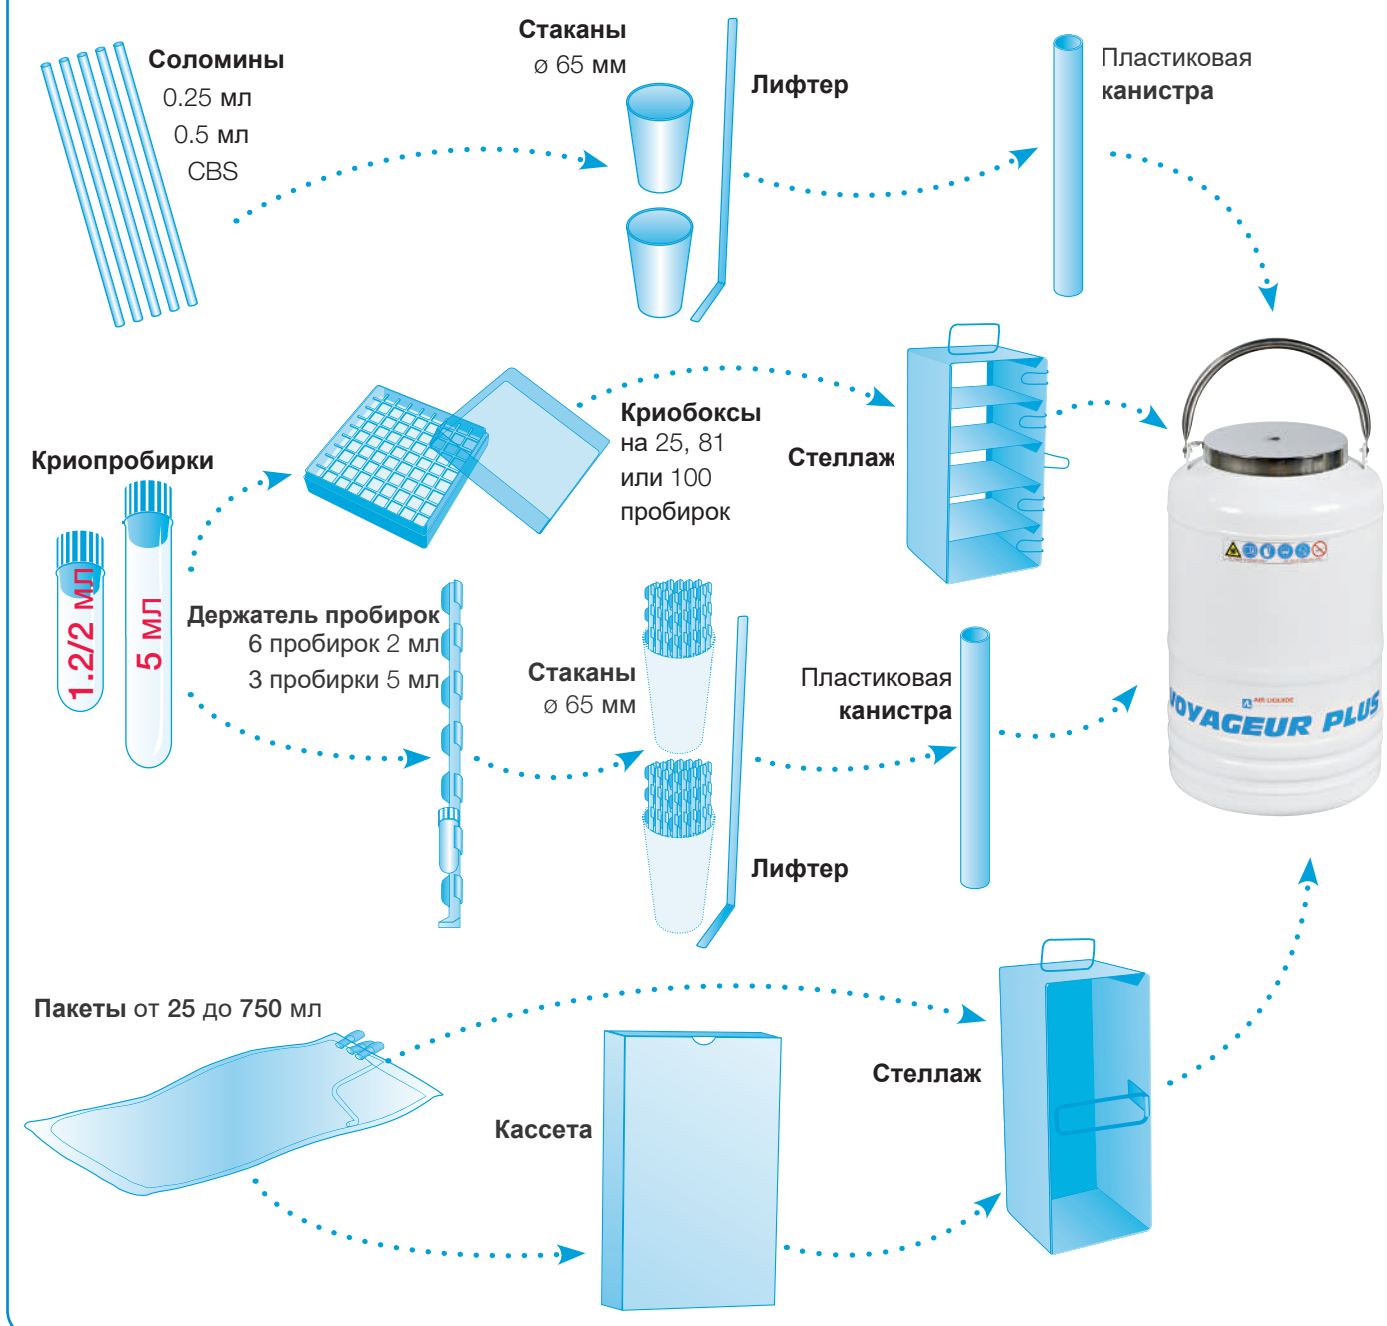 Соломины
0.25 мл
0.5 мл
CBS
Стаканы
ø 65 мм
Лифтер
Пластиковая
канистра
Криопробирки
1.2/2 мл
5 мл
Криобоксы
на 25, 81
или 100
пробирок
Стеллаж
Держатель пробирок
6 пробирок 2 мл
3 пробирки 5 мл
Стаканы
ø 65 мм
Лифтер
Пластиковая
канистра
AIR LIQUIDE
VOYAGEUR PLUS
Пакеты от 25 до 750 мл
Кассета
Стеллаж